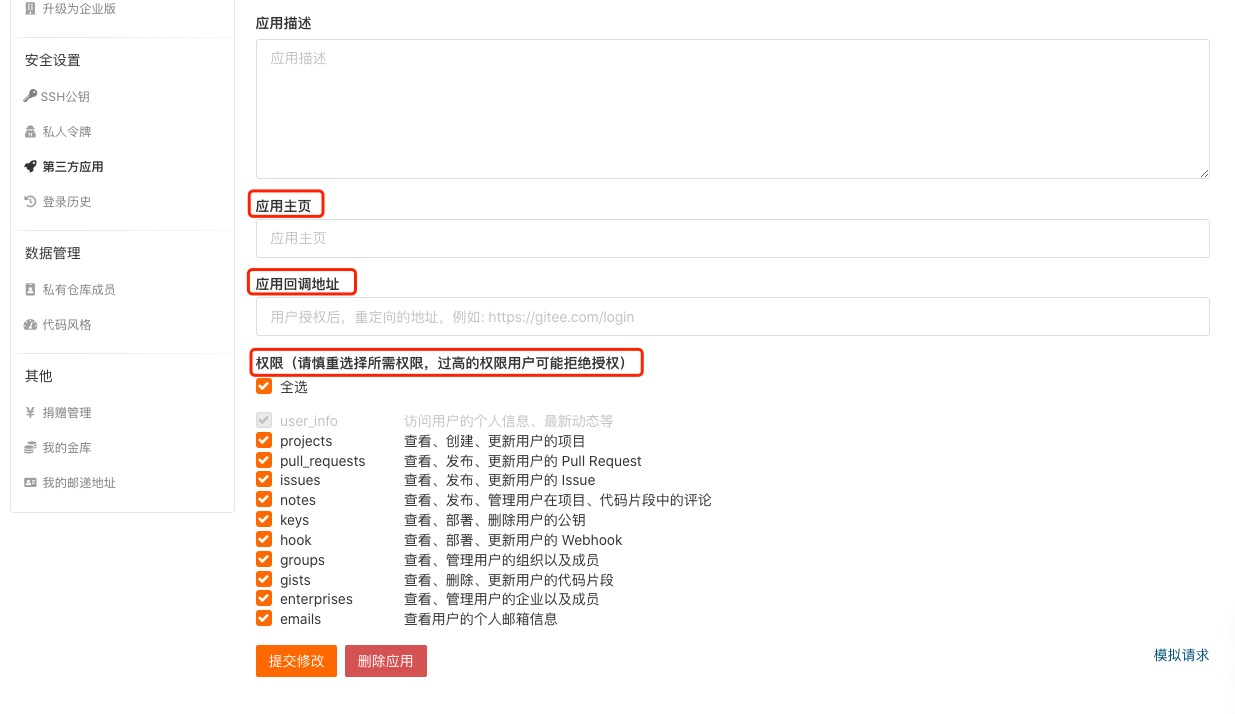 升级为企业版
安全设置
SSH公钥
私人令牌
第三方应用
登录历史
数据管理
私有仓库成员
代码风格
其他
捐赠管理
我的金库
我的邮递地址
应用描述
应用描述
应用主页
应用主页
应用回调地址
用户授权后，重定向的地址，例如: https://gitee.com/login
权限（请慎重选择所需权限，过高的权限用户可能拒绝授权）
全选
user_info 访问用户的个人信息、最新动态等
projects 查看、创建、更新用户的项目
pull_requests 查看、发布、更新用户的 Pull Request
issues 查看、发布、更新用户的 Issue
notes 查看、发布、管理用户在项目、代码片段中的评论
keys 查看、部署、删除用户的公钥
hook 查看、部署、更新用户的 Webhook
groups 查看、管理用户的组织以及成员
gists 查看、删除、更新用户的代码片段
enterprises 查看、管理用户的企业以及成员
emails 查看用户的个人邮箱信息
提交修改 删除应用 模拟请求